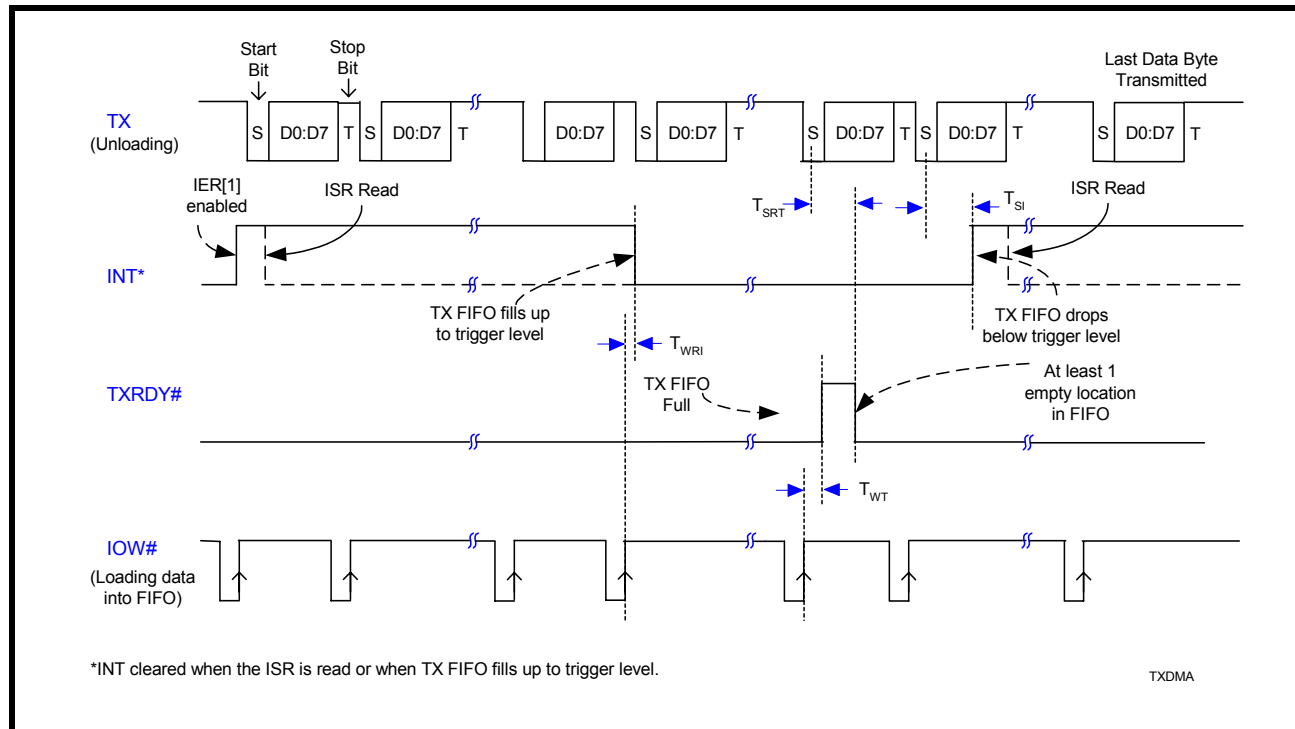 Start
Bit
Stop
Bit
Last Data Byte
Transmitted
TX
(Unloading)
S D0:D7 T S D0:D7 T D0:D7 S D0:D7 T S D0:D7 T S D0:D7 T S D0:D7 T
IER[1]
enabled
ISR Read
TSRT
TSI
ISR Read
INT*
TX FIFO fills up
to trigger level
TX FIFO drops
below trigger level
TWRI
TXRDY#
TX FIFO
Full
At least 1
empty location
in FIFO
TWT
IOW#
(Loading data
into FIFO)
*INT cleared when the ISR is read or when TX FIFO fills up to trigger level.
TXDMA